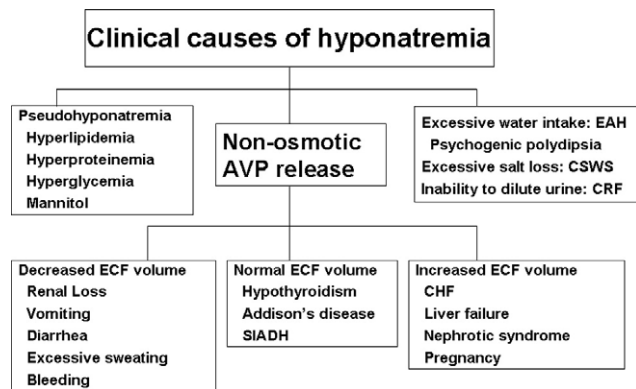 Clinical causes of hyponatremia
Pseudohyponatremia
Hyperlipidemia
Hyperproteinemia
Hyperglycemia
Mannitol
Non-osmotic
AVP release
Excessive water intake: EAH
Psychogenic polydipsia
Excessive salt loss: CSWS
Inability to dilute urine: CRF
Decreased ECF volume
Renal Loss
Vomiting
Diarrhea
Excessive sweating
Bleeding
Normal ECF volume
Hypothyroidism
Addison's disease
SIADH
Increased ECF volume
CHF
Liver failure
Nephrotic syndrome
Pregnancy